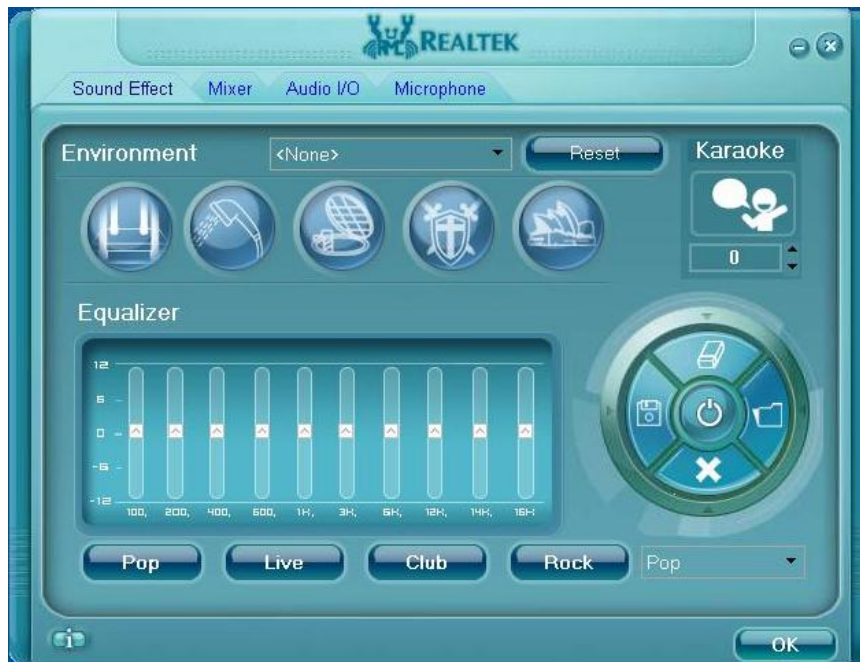 REALTEK
Sound Effect Mixer Audio I/O Microphone
Environment <None> Reset Karaoke
0
Equalizer
12
6
0
-6
-12
100, 200, 400, 600, 1K, 3K, 6K, 12K, 14K, 16K
Pop Live Club Rock Pop
i
OK